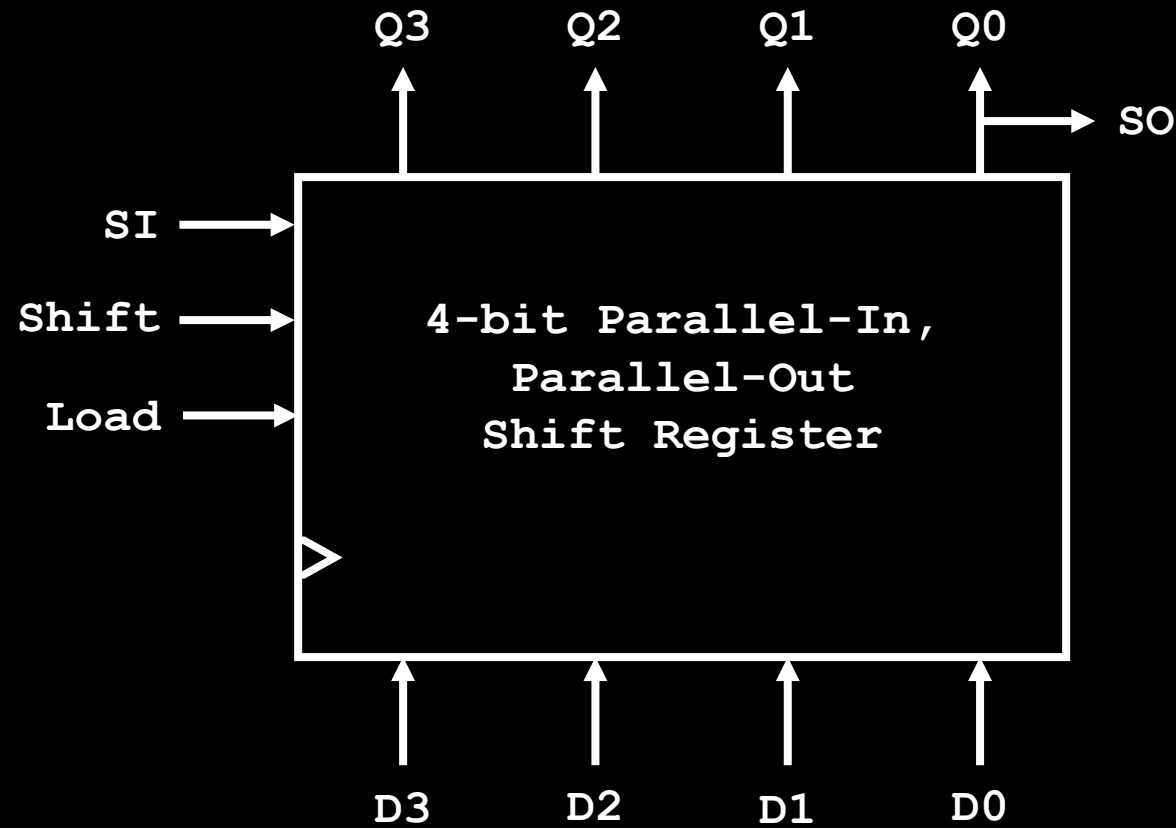 Q3 Q2 Q1 Q0
SO
SI
Shift
Load
4-bit Parallel-In,
Parallel-Out
Shift Register
D3 D2 D1 D0